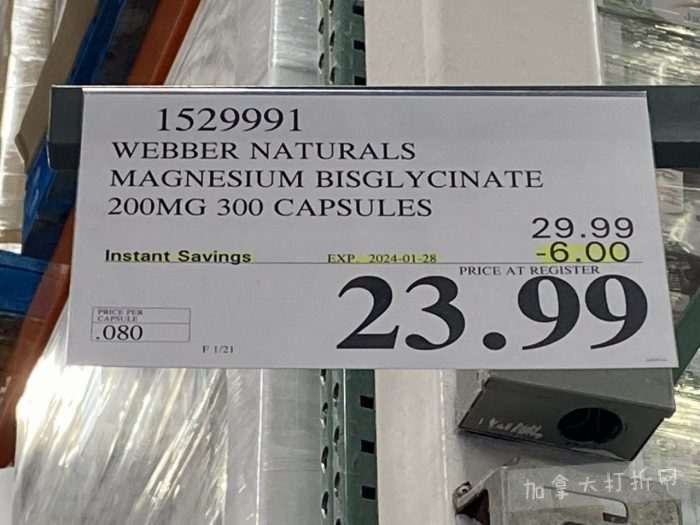 1529991
WEBBER NATURALS
MAGNESIUM BISGLYCINATE
200MG 300 CAPSULES
29.99
Instant Savings EXP. 2024-01-28 -6.00
PRICE AT REGISTER
23.99
PRICE PER
CAPSULE
.080
F 1/21
加拿大打折网